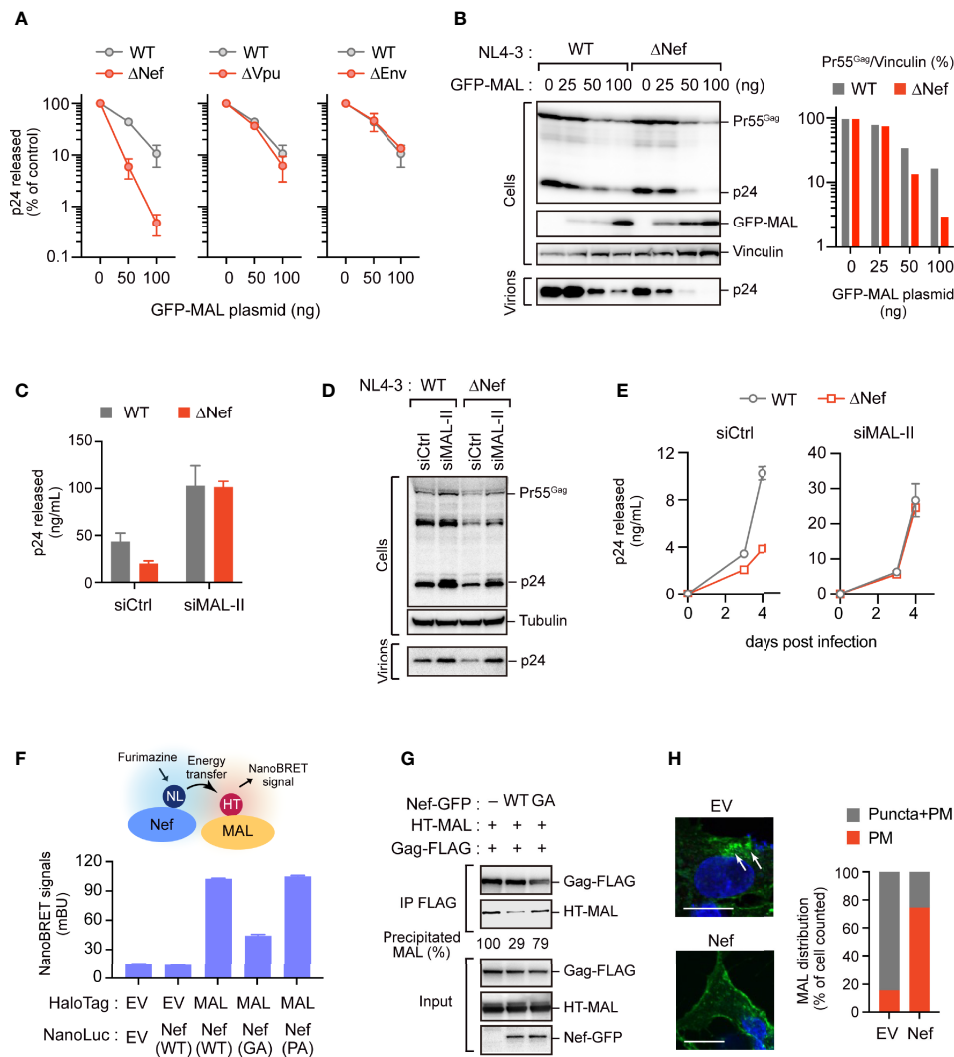 A
WT WT WT
ΔNef ΔVpu ΔEnv
p24 released
(% of control)
100
10
1
0.1
0 50 100 0 50 100 0 50 100
GFP-MAL plasmid (ng)
B
NL4-3 : WT ΔNef
GFP-MAL : 0 25 50 100 0 25 50 100 (ng)
Cells
Pr55Gag
p24
GFP-MAL
Vinculin
Virions
p24
Pr55Gag/Vinculin (%)
WT ΔNef
100
10
1
0 25 50 100
GFP-MAL plasmid
(ng)
C
WT ΔNef
p24 released
(ng/mL)
150
100
50
0
siCtrl siMAL-II
D
NL4-3 : WT ΔNef
siCtrl siMAL-II siCtrl siMAL-II
Cells
Pr55Gag
p24
Tubulin
Virions
p24
E
WT ΔNef
siCtrl siMAL-II
p24 released
(ng/mL)
12
8
4
0
30
20
10
0
0 2 4 0 2 4
days post infection
F
Furimazine
Energy
transfer
NanoBRET
signal
NL HT
Nef MAL
NanoBRET signals
(mBU)
120
90
60
30
0
HaloTag : EV EV MAL MAL MAL
NanoLuc : EV Nef (WT) Nef (WT) Nef (GA) Nef (PA)
G
Nef-GFP : – WT GA
HT-MAL : + + +
Gag-FLAG : + + +
IP FLAG
Gag-FLAG
HT-MAL
Precipitated
MAL (%)
100 29 79
Input
Gag-FLAG
HT-MAL
Nef-GFP
H
EV
Nef
Puncta+PM
PM
MAL distribution
(% of cell counted)
100
80
60
40
20
0
EV Nef